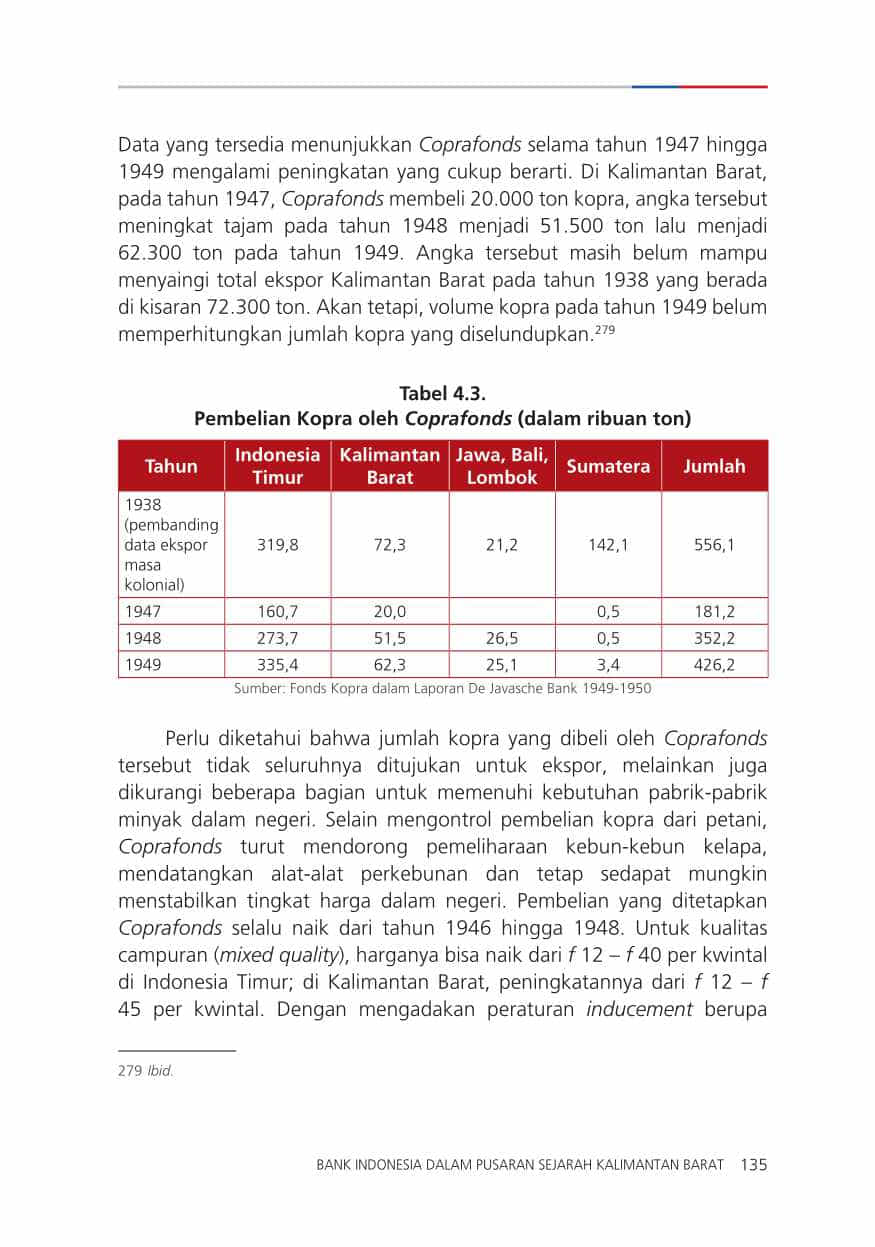 Data yang tersedia menunjukkan Coprafonds selama tahun 1947 hingga
1949 mengalami peningkatan yang cukup berarti. Di Kalimantan Barat,
pada tahun 1947, Coprafonds membeli 20.000 ton kopra, angka tersebut
meningkat tajam pada tahun 1948 menjadi 51.500 ton lalu menjadi
62.300 ton pada tahun 1949. Angka tersebut masih belum mampu
menyaingi total ekspor Kalimantan Barat pada tahun 1938 yang berada
di kisaran 72.300 ton. Akan tetapi, volume kopra pada tahun 1949 belum
memperhitungkan jumlah kopra yang diselundupkan.279
Tabel 4.3.
Pembelian Kopra oleh Coprafonds (dalam ribuan ton)
Tahun Indonesia Timur Kalimantan Barat Jawa, Bali, Lombok Sumatera Jumlah
1938
(pembanding
data ekspor 319,8 72,3 21,2 142,1 556,1
masa
kolonial)
1947 160,7 20,0 0,5 181,2
1948 273,7 51,5 26,5 0,5 352,2
1949 335,4 62,3 25,1 3,4 426,2
Sumber: Fonds Kopra dalam Laporan De Javasche Bank 1949-1950
Perlu diketahui bahwa jumlah kopra yang dibeli oleh Coprafonds
tersebut tidak seluruhnya ditujukan untuk ekspor, melainkan juga
dikurangi beberapa bagian untuk memenuhi kebutuhan pabrik-pabrik
minyak dalam negeri. Selain mengontrol pembelian kopra dari petani,
Coprafonds turut mendorong pemeliharaan kebun-kebun kelapa,
mendatangkan alat-alat perkebunan dan tetap sedapat mungkin
menstabilkan tingkat harga dalam negeri. Pembelian yang ditetapkan
Coprafonds selalu naik dari tahun 1946 hingga 1948. Untuk kualitas
campuran (mixed quality), harganya bisa naik dari f 12 – f 40 per kwintal
di Indonesia Timur; di Kalimantan Barat, peningkatannya dari f 12 – f
45 per kwintal. Dengan mengadakan peraturan inducement berupa
279 Ibid.
BANK INDONESIA DALAM PUSARAN SEJARAH KALIMANTAN BARAT 135